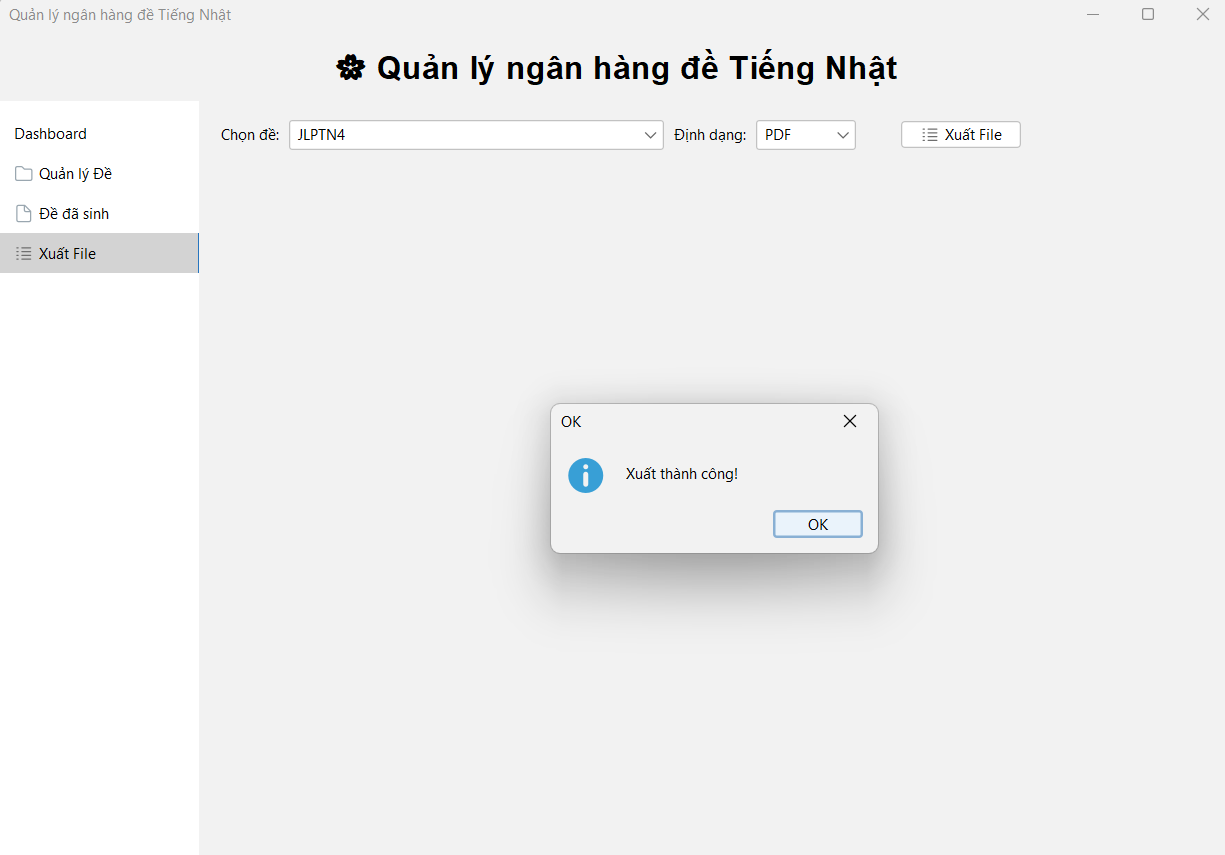 Quản lý ngân hàng đề Tiếng Nhật
Quản lý ngân hàng đề Tiếng Nhật
Dashboard
Quản lý Đề
Đề đã sinh
Xuất File
Chọn đề: JLPTN4 Định dạng: PDF Xuất File
OK
Xuất thành công!
OK